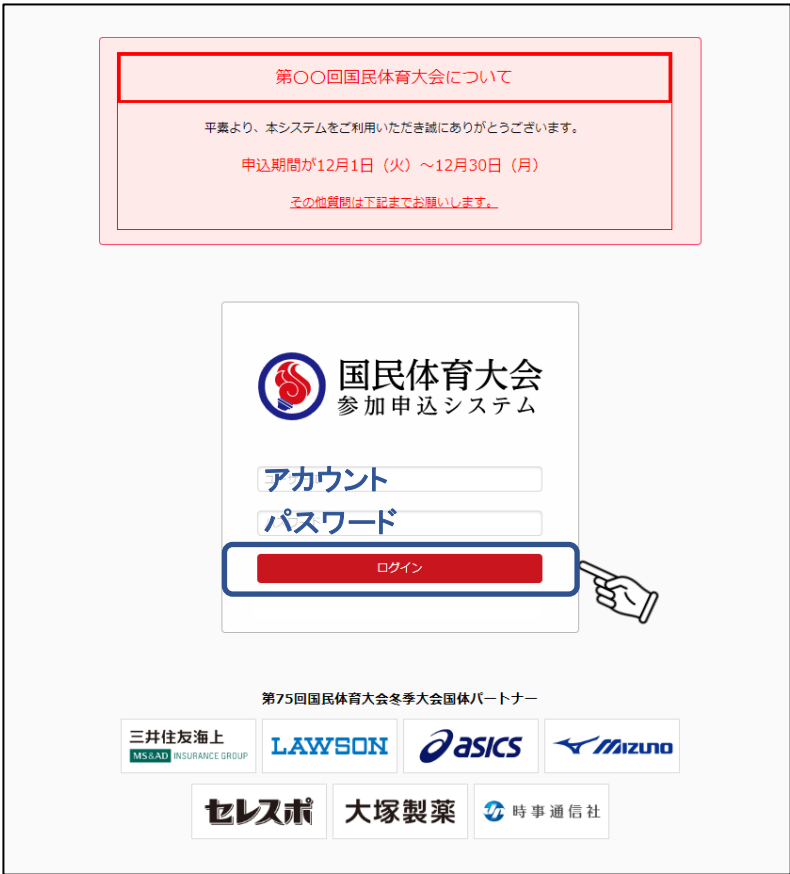 第〇〇回国民体育大会について
平素より、本システムをご利用いただき誠にありがとうございます。
申込期間が12月1日（火）～12月30日（月）
その他質問は下記までお願いします。
国民体育大会
参加申込システム
アカウント
パスワード
ログイン
第75回国民体育大会冬季大会国体パートナー
三井住友海上
MS&AD INSURANCE GROUP
LAWSON
asics
MIZUNO
セレスポ
大塚製薬
時事通信社